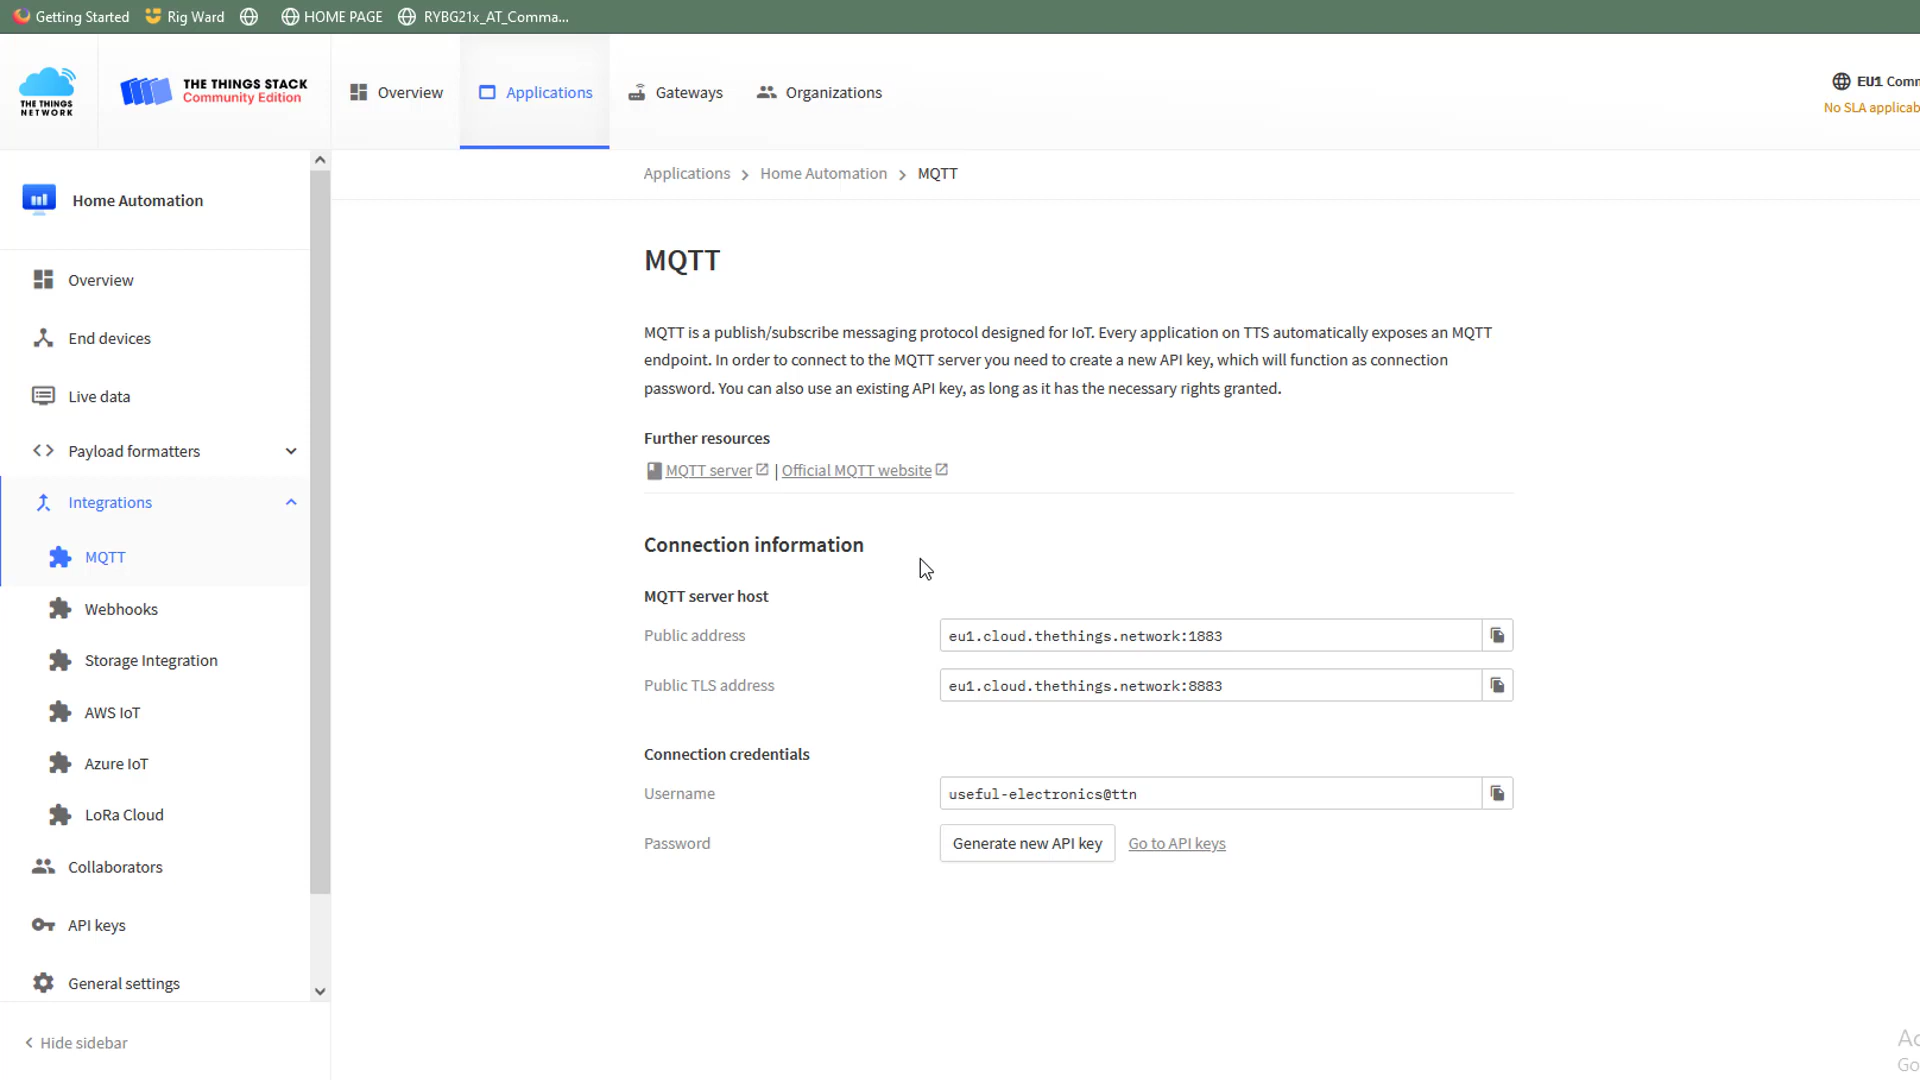 Getting Started
Rig Ward
HOME PAGE
RYBG21x_AT_Comma...
THE THINGS
NETWORK
THE THINGS STACK
Community Edition
Overview
Applications
Gateways
Organizations
EU1
No SLA
Home Automation
Overview
End devices
Live data
Payload formatters
Integrations
MQTT
Webhooks
Storage Integration
AWS IoT
Azure IoT
LoRa Cloud
Collaborators
API keys
General settings
Hide sidebar
Applications > Home Automation > MQTT
MQTT
MQTT is a publish/subscribe messaging protocol designed for IoT. Every application on TTS automatically exposes an MQTT
endpoint. In order to connect to the MQTT server you need to create a new API key, which will function as connection
password. You can also use an existing API key, as long as it has the necessary rights granted.
Further resources
MQTT server | Official MQTT website
Connection information
MQTT server host
Public address
eu1.cloud.thethings.network:1883
Public TLS address
eu1.cloud.thethings.network:8883
Connection credentials
Username
useful-electronics@ttn
Password
Generate new API key
Go to API keys